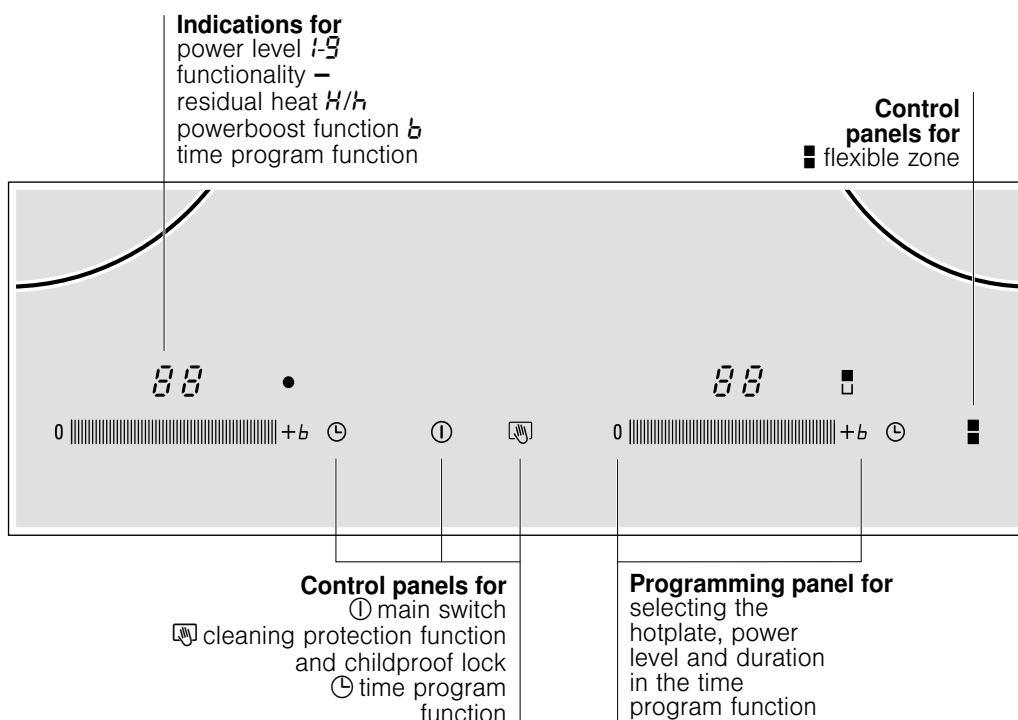 Indications for
power level 1-9
functionality –
residual heat H/h
powerboost function b
time program function
Control
panels for
flexible zone
88
88
0 +b
0 +b
Control panels for
main switch
cleaning protection function
and childproof lock
time program
function
Programming panel for
selecting the
hotplate, power
level and duration
in the time
program function